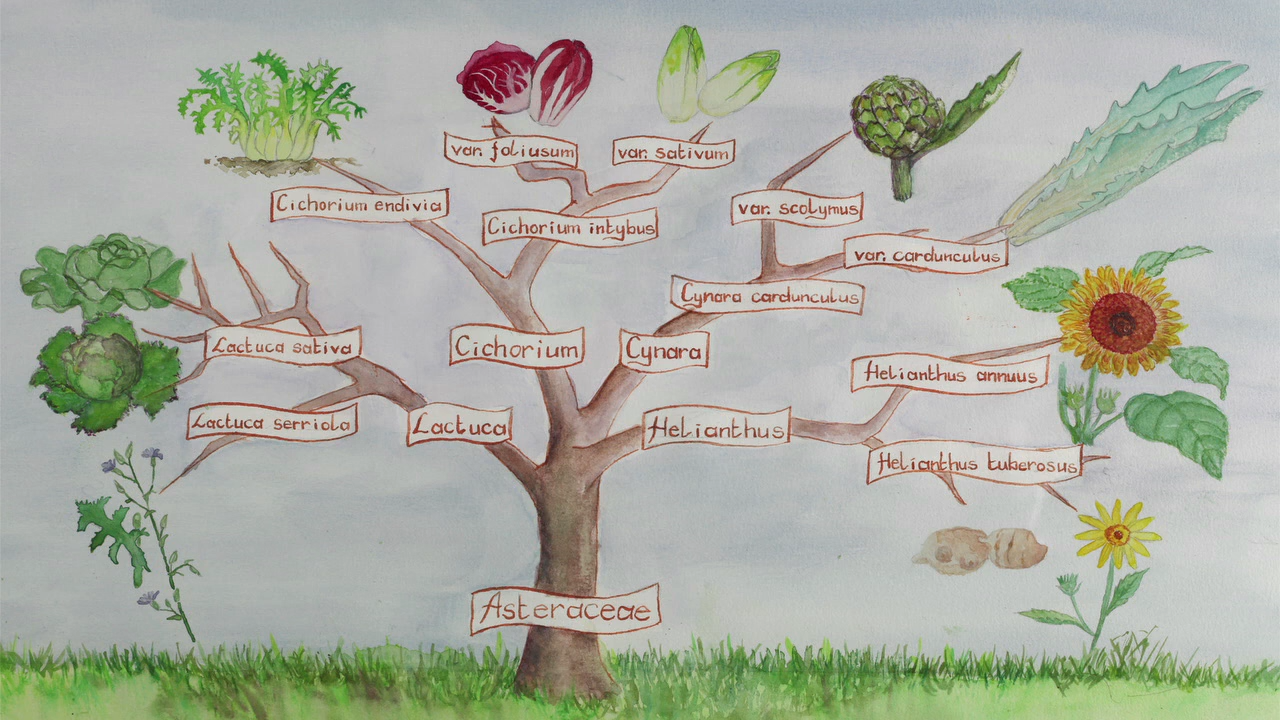 var. foliusum
var. sativum
Cichorium endivia
var. scolymus
Cichorium intybus
var. cardunculus
Cynara cardunculus
Lactuca sativa
Cichorium
Cynara
Helianthus annuus
Lactuca serriola
Lactuca
Helianthus
Helianthus tuberosus
Asteraceae